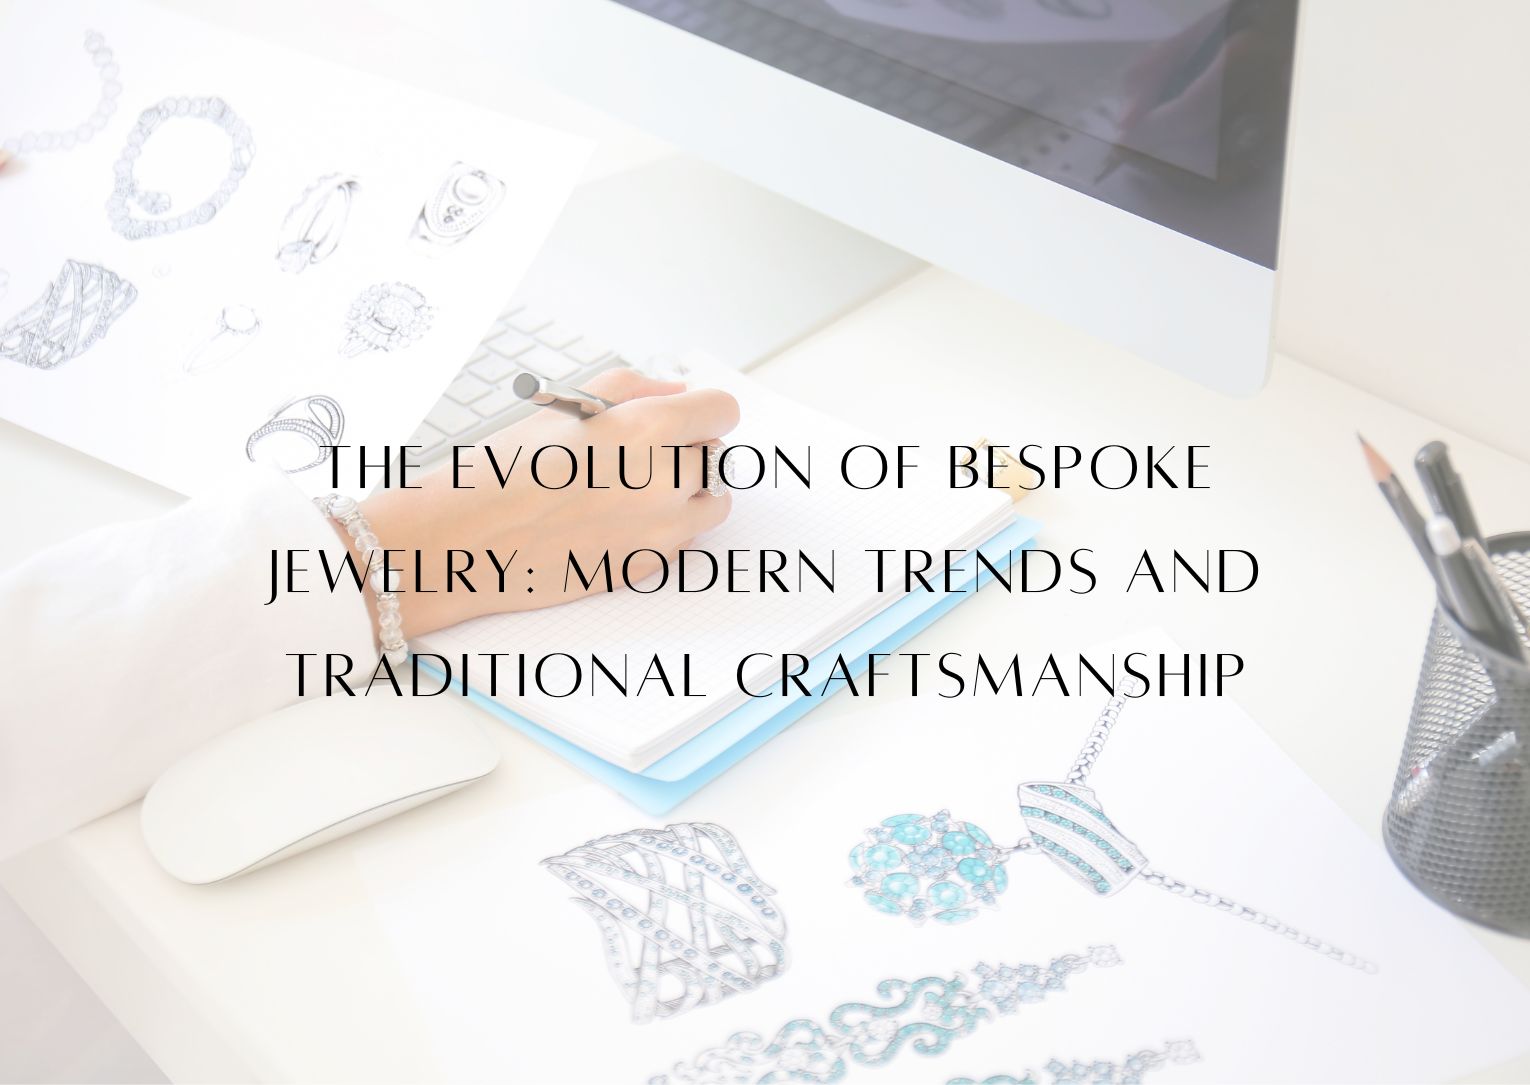 THE EVOLUTION OF BESPOKE
JEWELRY: MODERN TRENDS AND
TRADITIONAL CRAFTSMANSHIP